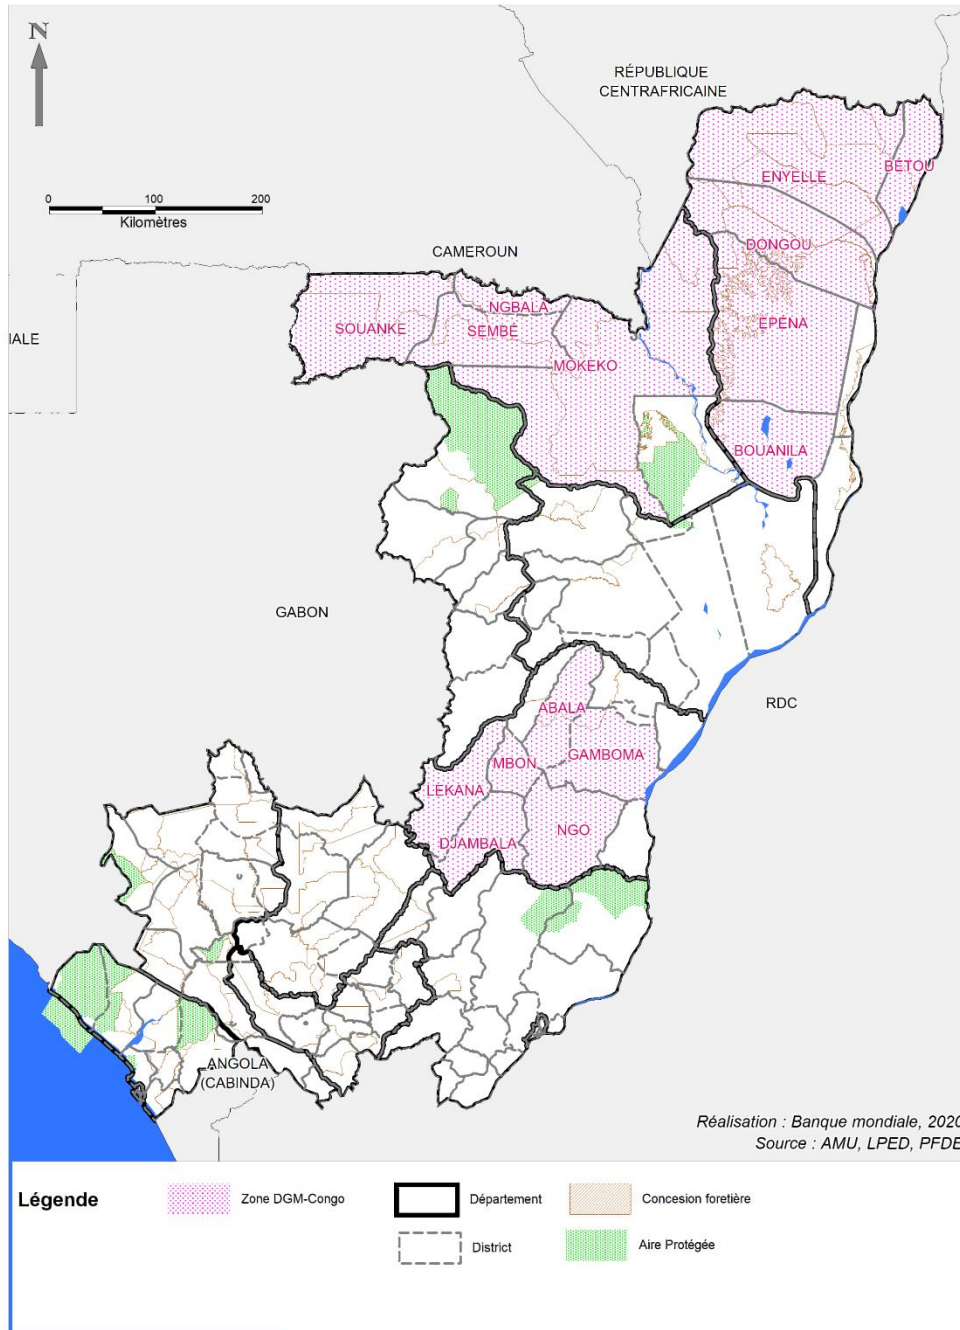 N
RÉPUBLIQUE
CENTRAFRICAINE
BETOU
ENYELLE
0 100 200
Kilomètres
DONGOU
CAMEROUN
NGBALA
SOUANKE
SEMBÉ
EPENA
IALE
MOKEKO
BOUANILA
GABON
RDC
ABALA
GAMBOMA
MBON
LEKANA
NGO
DJAMBALA
ANGOLA
(CABINDA)
Réalisation : Banque mondiale, 2020
Source : AMU, LPED, PFDE
Légende
Zone DGM-Congo
Département
Concesion foretière
District
Aire Protégée